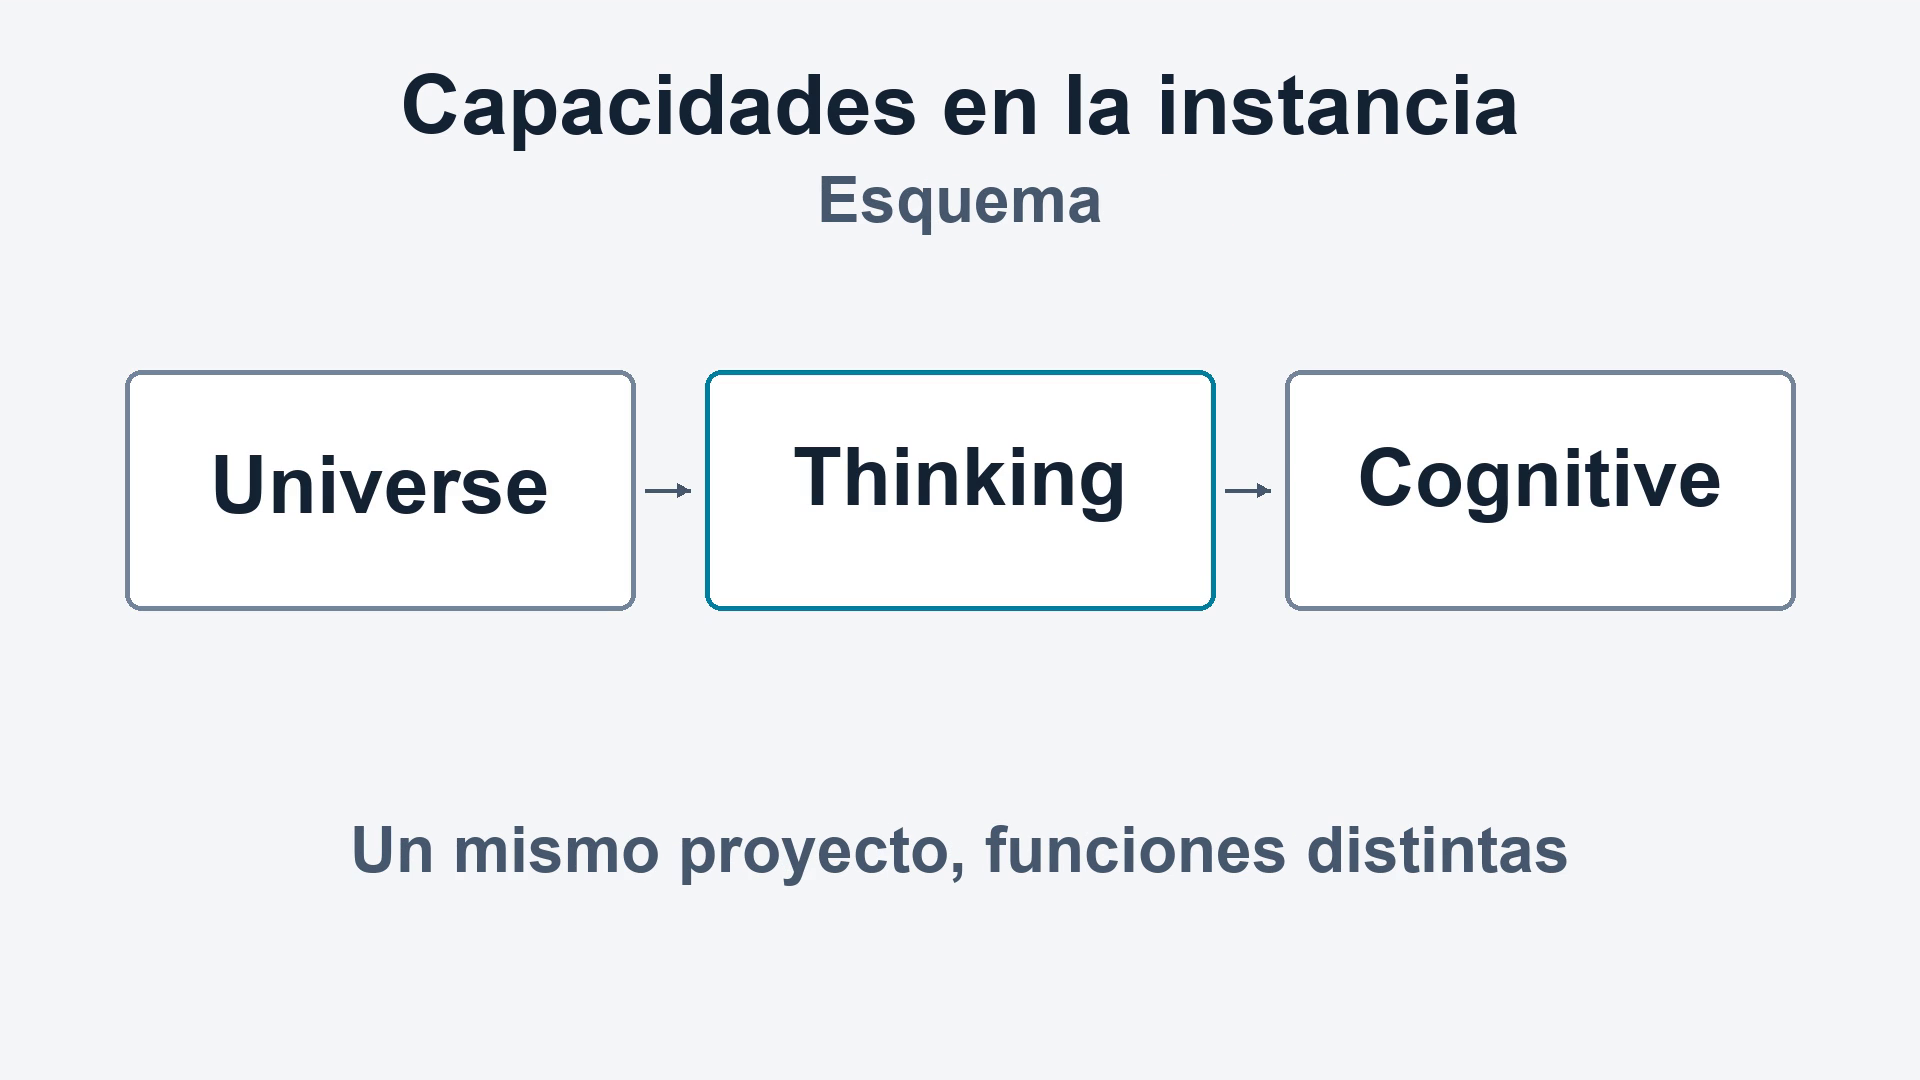 Capacidades en la instancia
Esquema
Universe
Thinking
Cognitive
Un mismo proyecto, funciones distintas